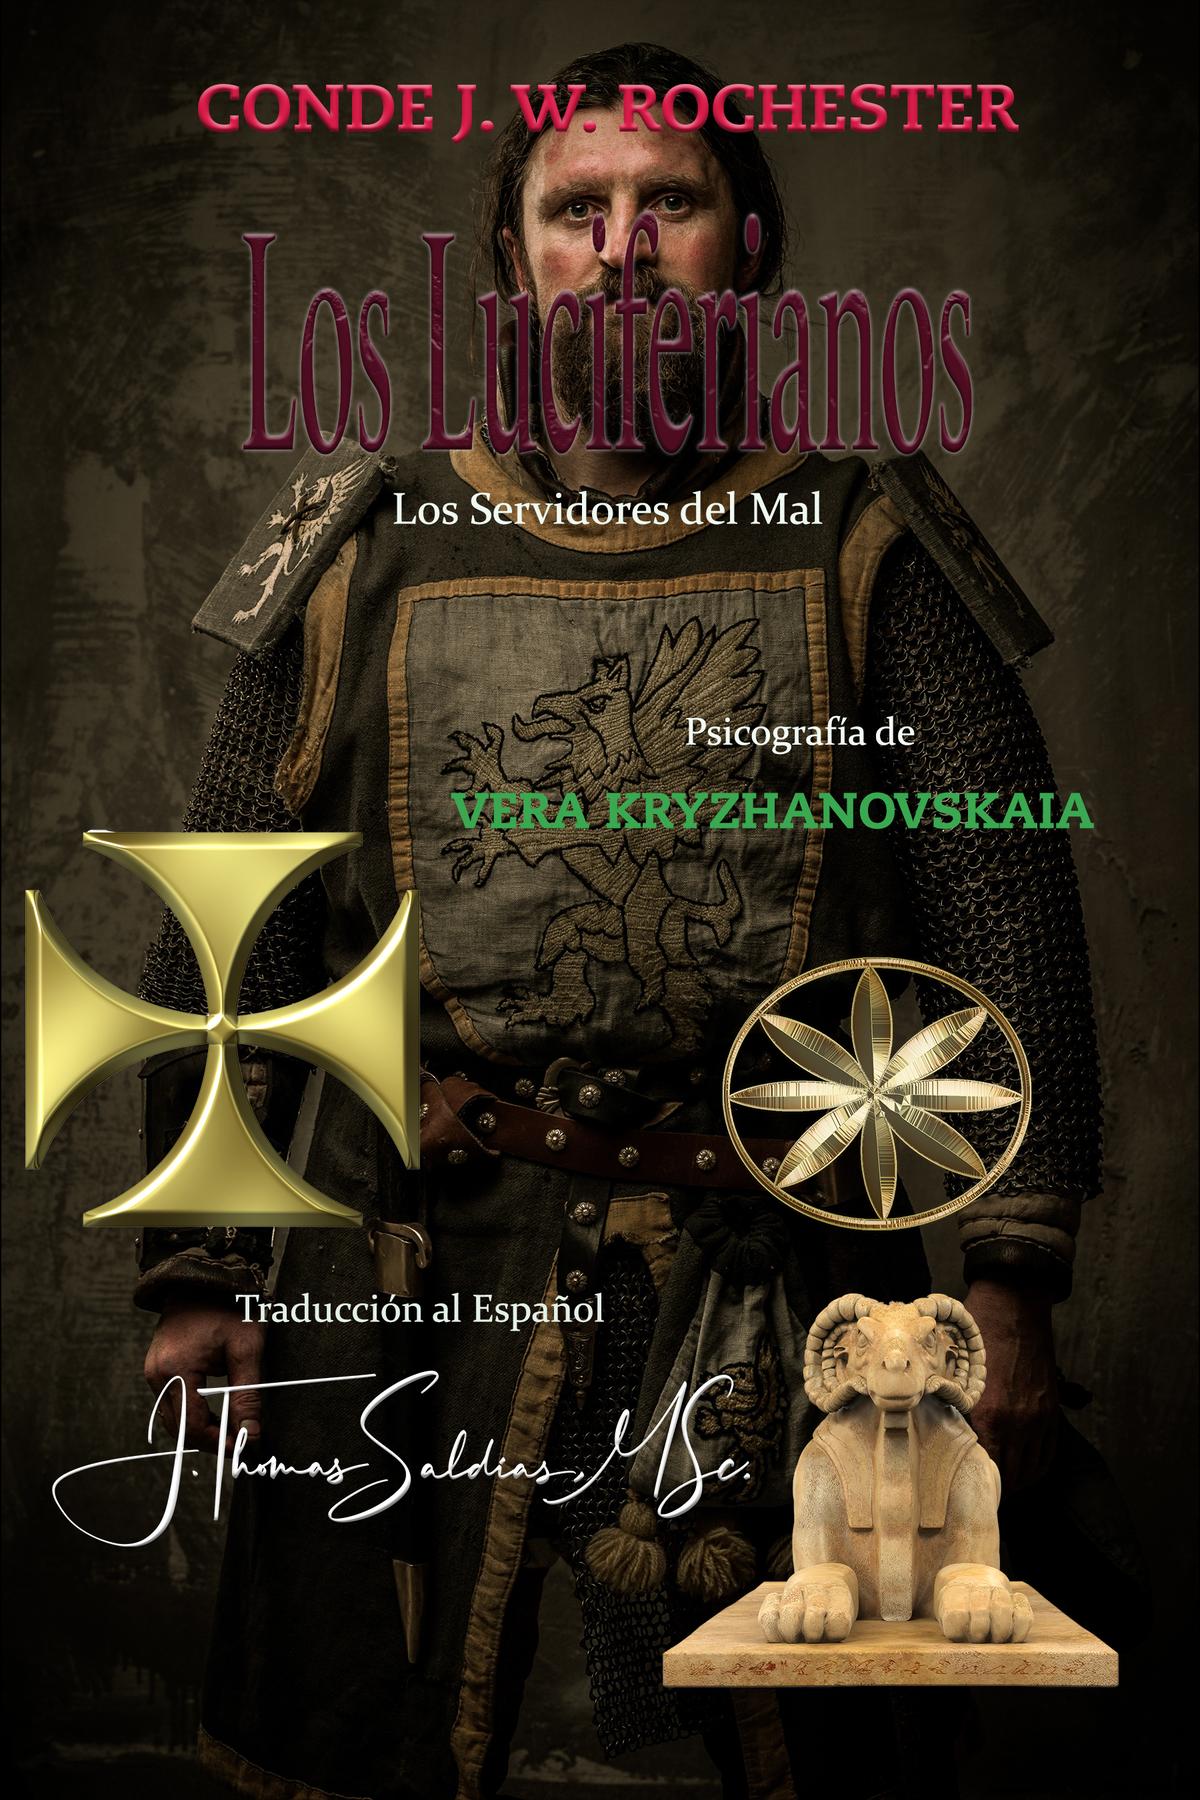 CONDE J. W. ROCHESTER
Los Luciferianos
Los Servidores del Mal
Psicografía de
VERA KRYZHANOVSKAIA
Traducción al Español
J. Thomas Saldias, MSc.